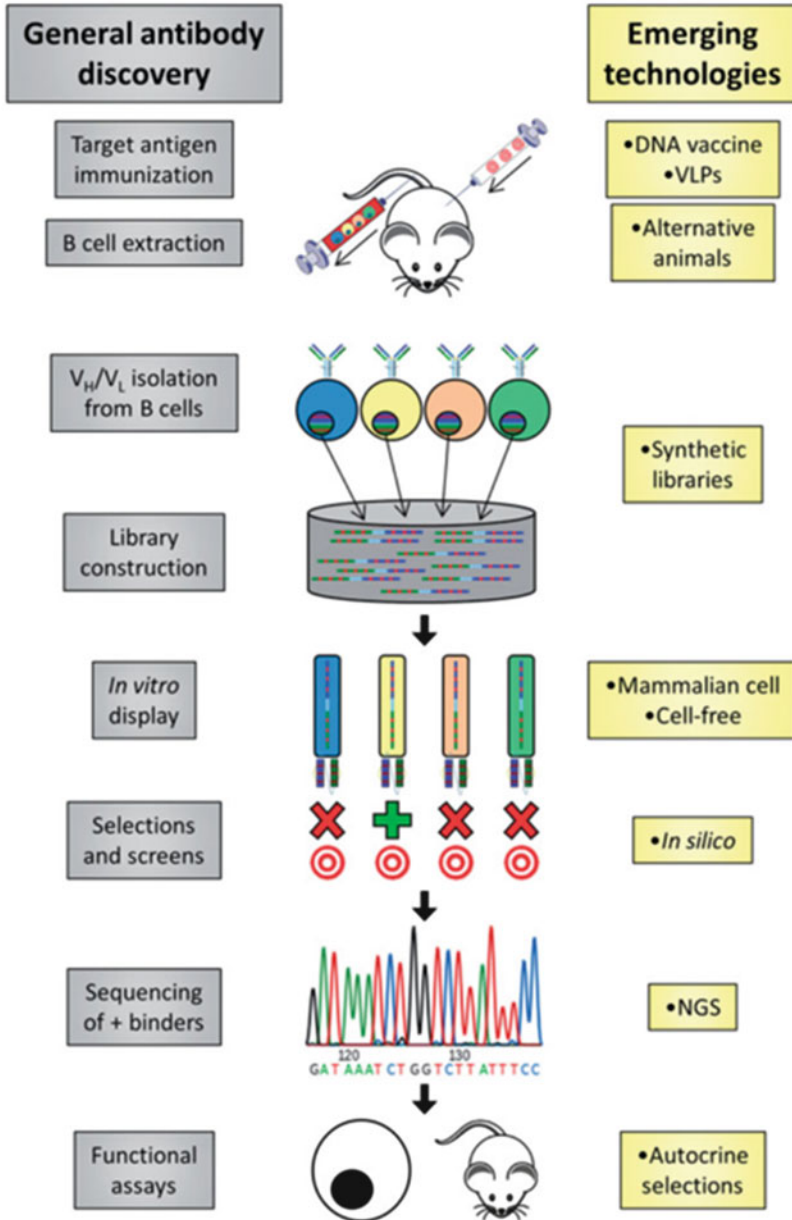 General antibody
discovery
Emerging
technologies
Target antigen
immunization
•DNA vaccine
•VLPs
B cell extraction
•Alternative
animals
VH/VL isolation
from B cells
•Synthetic
libraries
Library
construction
In vitro
display
•Mammalian cell
•Cell-free
Selections
and screens
•In silico
Sequencing
of + binders
•NGS
120 130
GATAAATCTGGTCTTATTTCC
Functional
assays
•Autocrine
selections